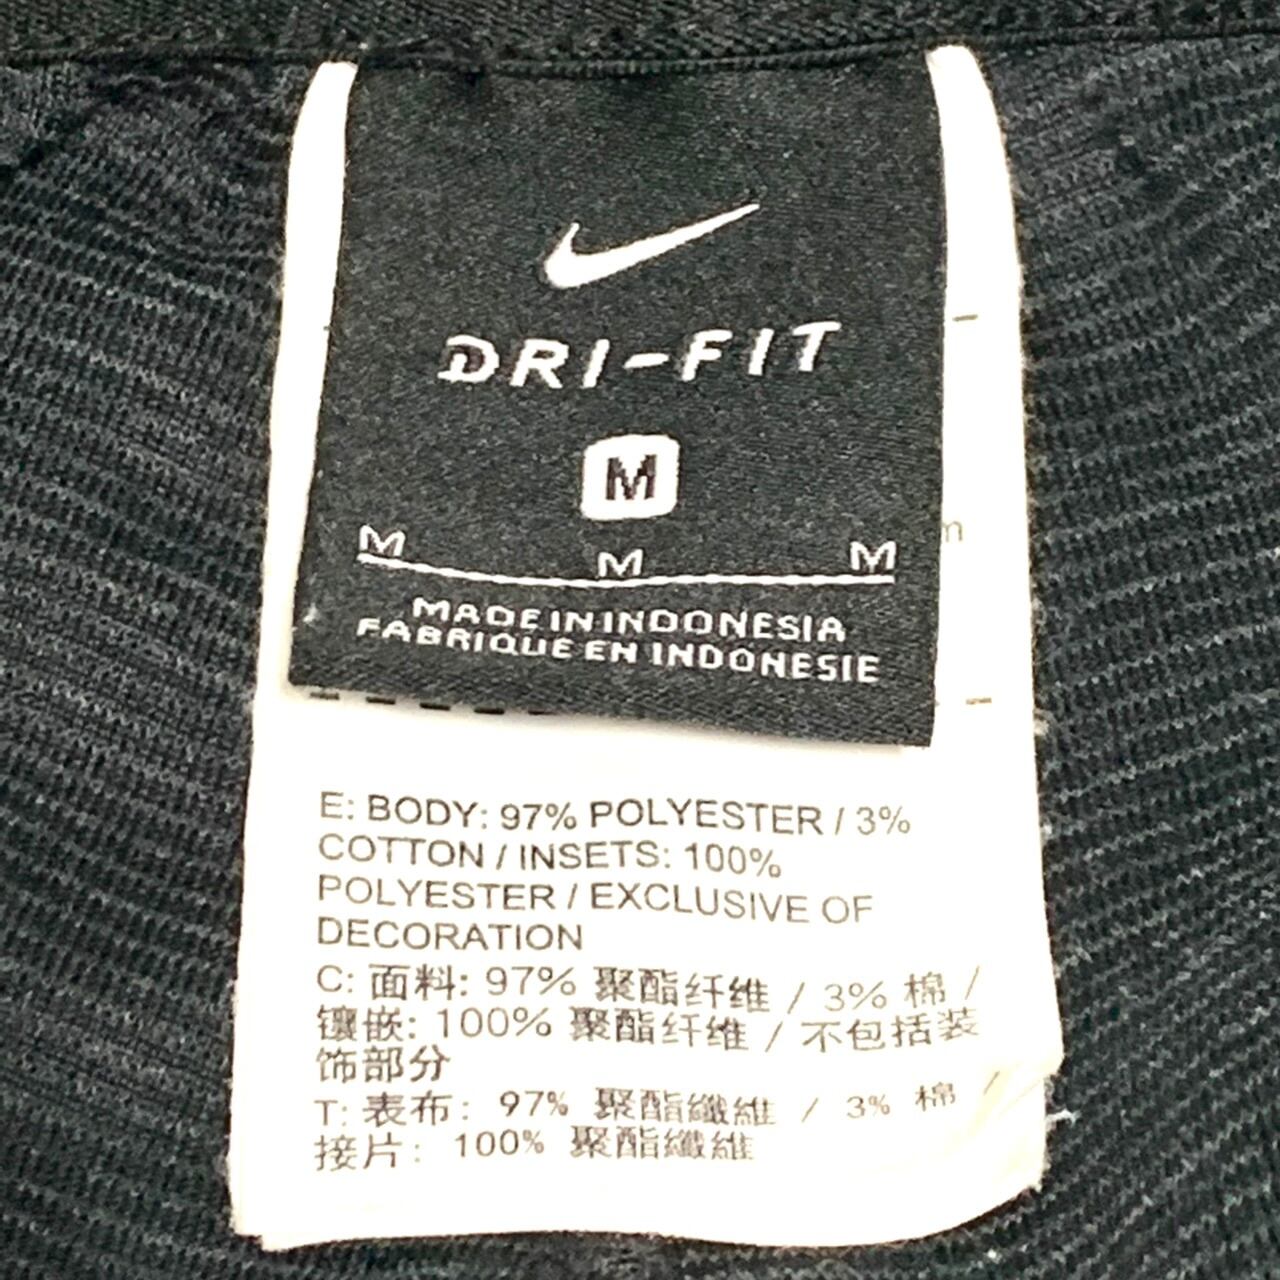 DRI-FIT
M
M M M
MADE IN INDONESIA
FABRIQUE EN INDONESIE
E: BODY: 97% POLYESTER / 3%
COTTON / INSETS: 100%
POLYESTER / EXCLUSIVE OF
DECORATION
C: 面料: 97% 聚酯纤维 / 3% 棉 /
镶嵌: 100% 聚酯纤维 / 不包括装
饰部分
T: 表布: 97% 聚酯纖維 / 3% 棉 /
接片: 100% 聚酯纖維